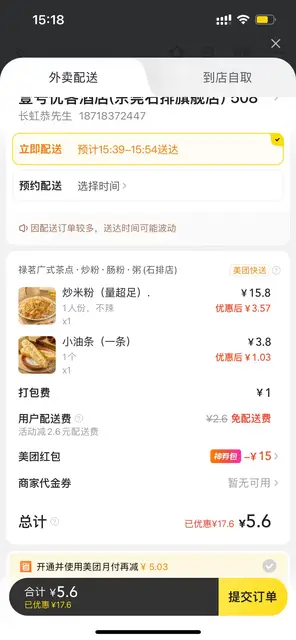 15:18
外卖配送
到店自取
壹号优客酒店(东莞石排旗舰店) 508
长虹恭先生 18718372447
立即配送 预计15:39-15:54送达
预约配送 选择时间
因配送订单较多，送达时间可能波动
禄茗广式茶点·炒粉·肠粉·粥(石排店) 美团快送
炒米粉（量超足）. ¥15.8
1人份，不辣 优惠后 ¥3.57
x1
小油条（一条） ¥3.8
1个 优惠后 ¥1.03
x1
打包费 ¥1
用户配送费 ¥2.6 免配送费
活动减2.6元配送费
美团红包 神券包 -¥15
商家代金券 暂无可用
总计 已优惠¥17.6 ¥5.6
开通并使用美团月付再减 ¥ 5.03
合计 ¥5.6
已优惠 ¥17.6
提交订单